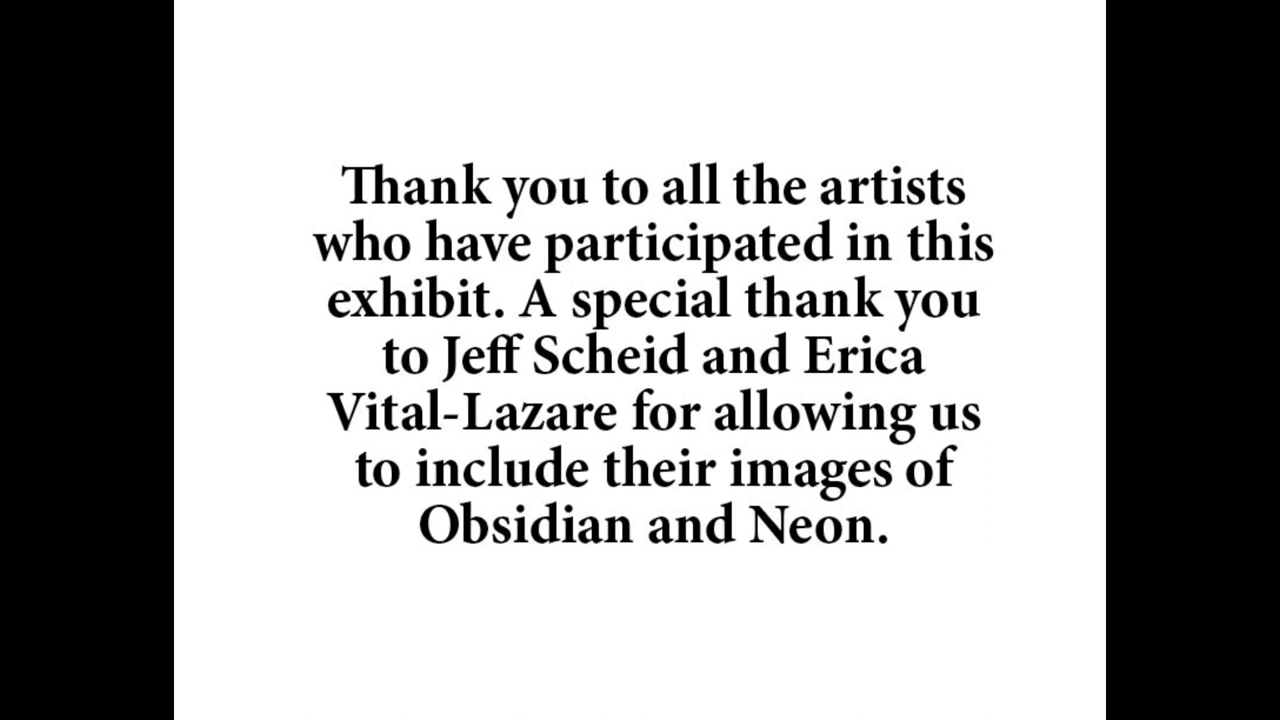 Thank you to all the artists
who have participated in this
exhibit. A special thank you
to Jeff Scheid and Erica
Vital-Lazare for allowing us
to include their images of
Obsidian and Neon.